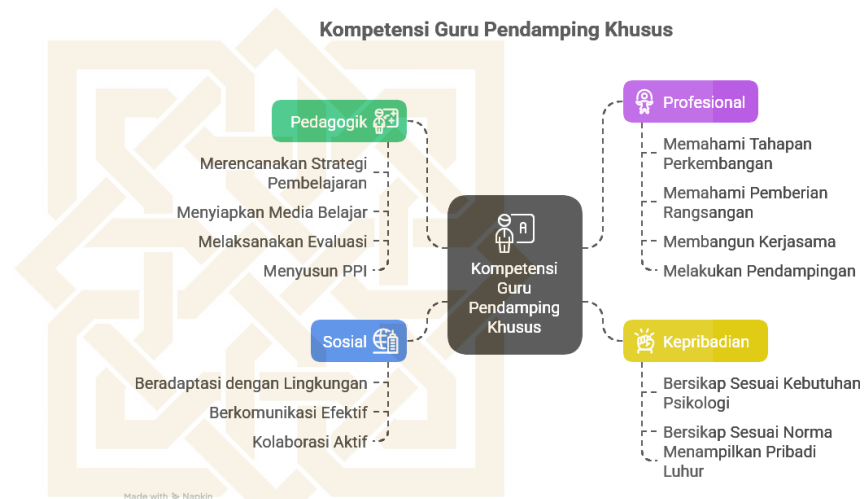 Kompetensi Guru Pendamping Khusus
Pedagogik
Merencanakan Strategi
Pembelajaran
Menyiapkan Media Belajar
Melaksanakan Evaluasi
Menyusun PPI
Profesional
Memahami Tahapan
Perkembangan
Memahami Pemberian
Rangsangan
Membangun Kerjasama
Melakukan Pendampingan
A
Kompetensi
Guru
Pendamping
Khusus
Sosial
Beradaptasi dengan Lingkungan
Berkomunikasi Efektif
Kolaborasi Aktif
Kepribadian
Bersikap Sesuai Kebutuhan
Psikologi
Bersikap Sesuai Norma
Menampilkan Pribadi
Luhur
Made with Napkin